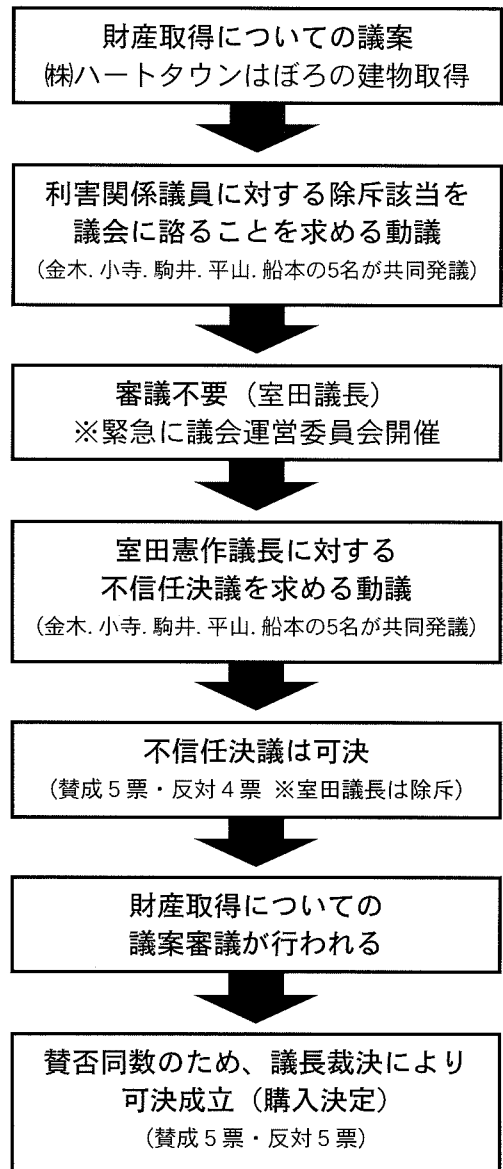 財産取得についての議案
㈱ハートタウンはぼろの建物取得
利害関係議員に対する除斥該当を
議会に諮ることを求める動議
（金木．小寺．駒井．平山．船本の5名が共同発議）
審議不要（室田議長）
※緊急に議会運営委員会開催
室田憲作議長に対する
不信任決議を求める動議
（金木．小寺．駒井．平山．船本の5名が共同発議）
不信任決議は可決
（賛成５票・反対４票 ※室田議長は除斥）
財産取得についての
議案審議が行われる
賛否同数のため、議長裁決により
可決成立（購入決定）
（賛成５票・反対５票）